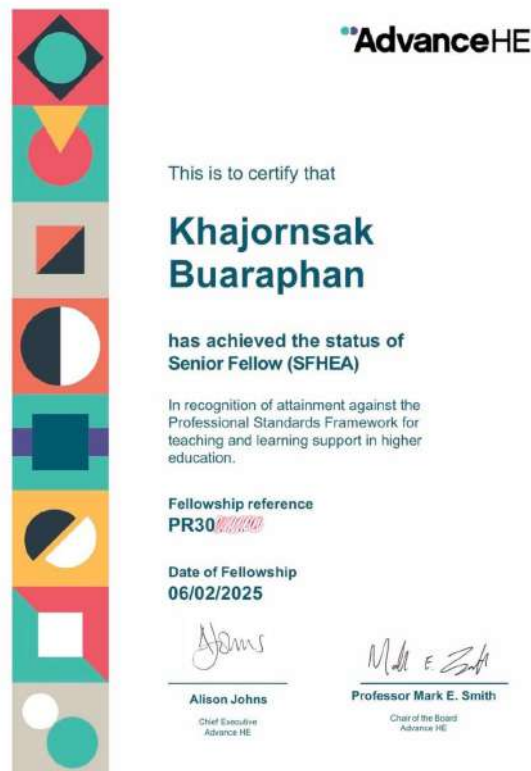 AdvanceHE
This is to certify that
Khajornsak
Buaraphan
has achieved the status of
Senior Fellow (SFHEA)
In recognition of attainment against the
Professional Standards Framework for
teaching and learning support in higher
education.
Fellowship reference
PR30
Date of Fellowship
06/02/2025
Alison Johns
Chief Executive
Advance HE
Professor Mark E. Smith
Chair of the Board
Advance HE